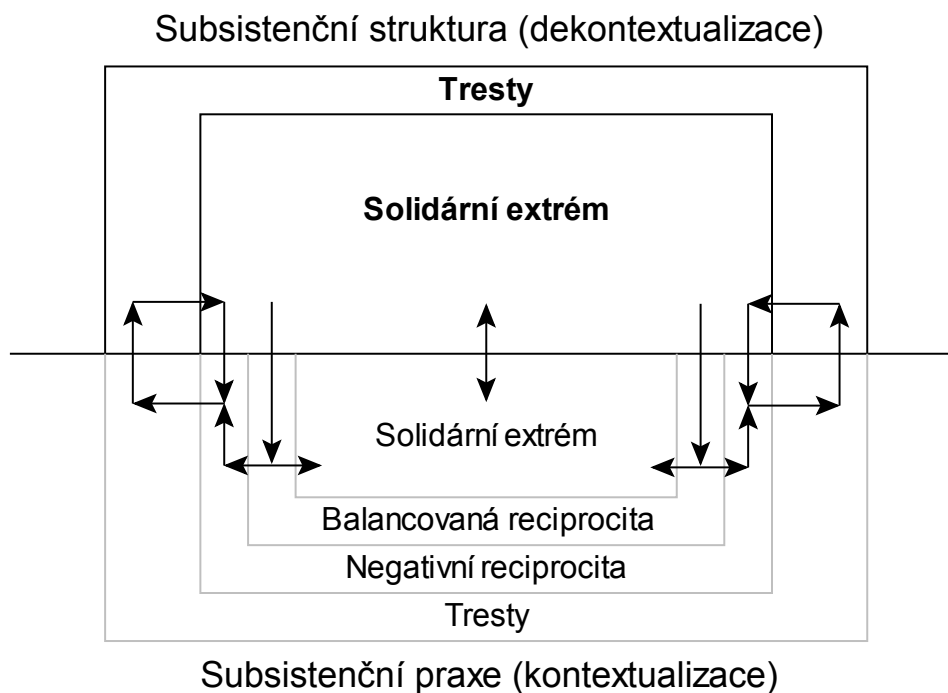 Subsistenční struktura (dekontextualizace)
Tresty
Solidární extrém
Solidární extrém
Balancovaná reciprocita
Negativní reciprocita
Tresty
Subsistenční praxe (kontextualizace)